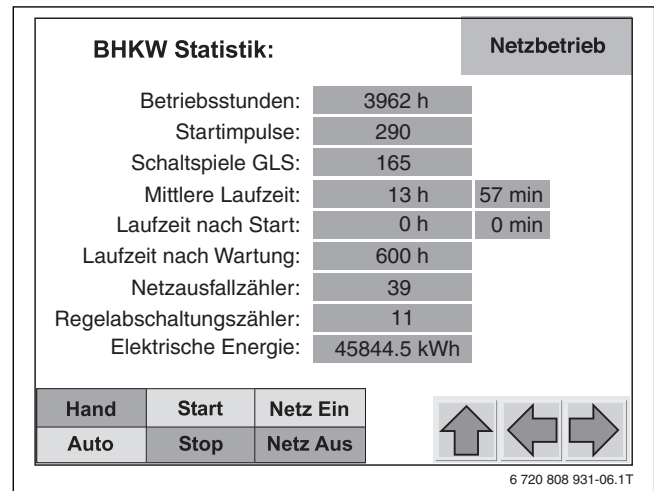 BHKW Statistik: Netzbetrieb
Betriebsstunden: 3962 h
Startimpulse: 290
Schaltspiele GLS: 165
Mittlere Laufzeit: 13 h 57 min
Laufzeit nach Start: 0 h 0 min
Laufzeit nach Wartung: 600 h
Netzausfallzähler: 39
Regelabschaltungszähler: 11
Elektrische Energie: 45844.5 kWh
Hand Start Netz Ein
Auto Stop Netz Aus
6 720 808 931-06.1T